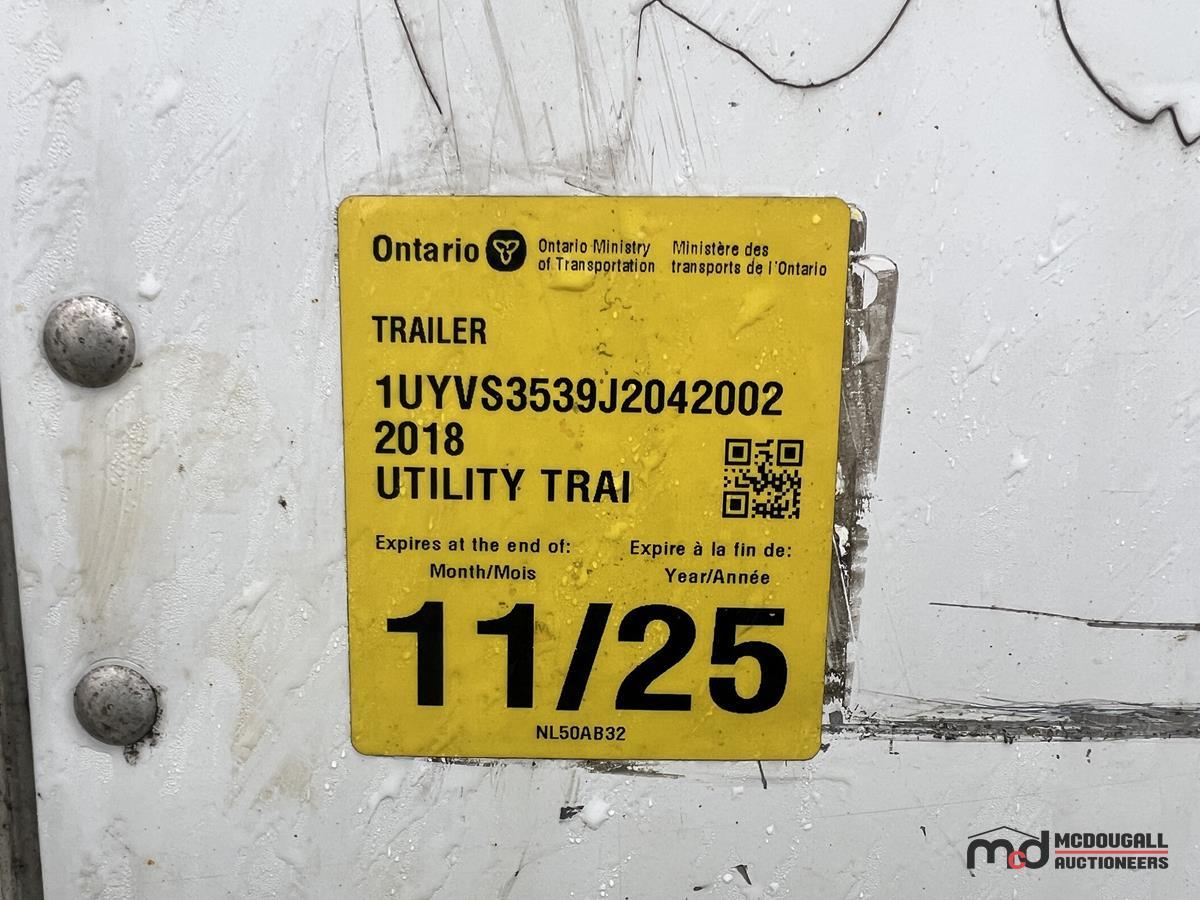 Ontario
Ontario Ministry of Transportation
Ministère des transports de l'Ontario
TRAILER
1UYVS3539J2042002
2018
UTILITY TRAI
Expires at the end of:
Expire à la fin de:
Month/Mois
Year/Année
11/25
NL50AB32
mcd MCDOUGALL
AUCTIONEERS